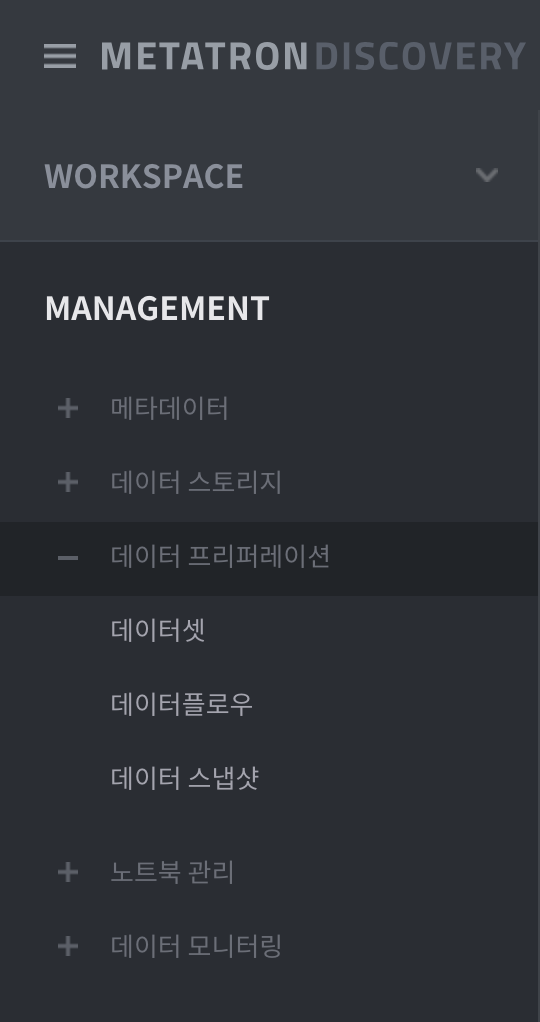 METATRON DISCOVERY
WORKSPACE
MANAGEMENT
메타데이터
데이터 스토리지
데이터 프리퍼레이션
데이터셋
데이터플로우
데이터 스냅샷
노트북 관리
데이터 모니터링